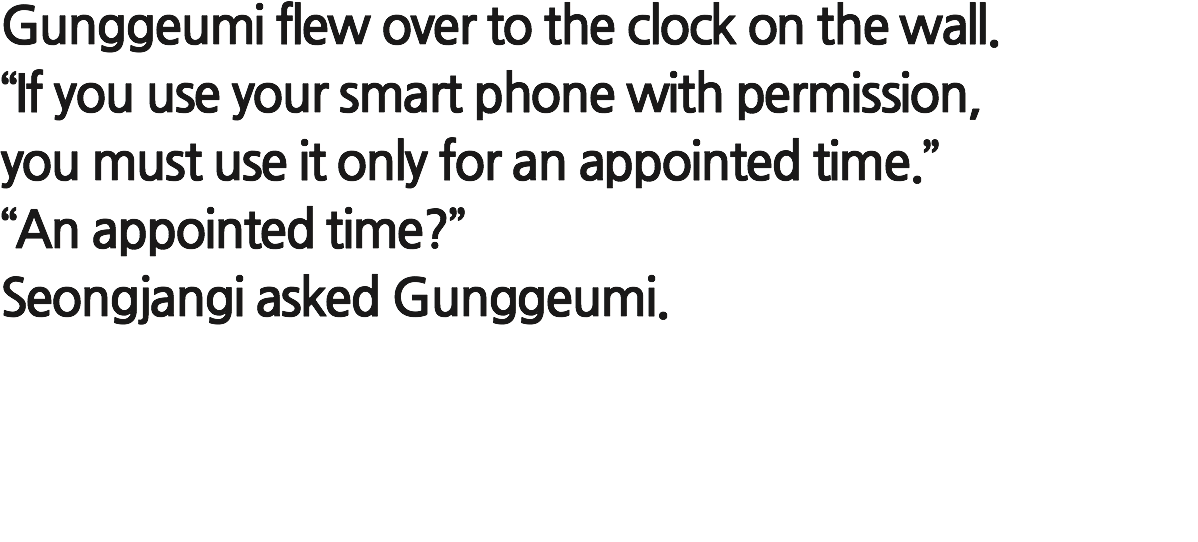 Gunggeumi flew over to the clock on the wall.
“If you use your smart phone with permission,
you must use it only for an appointed time.”
“An appointed time?”
Seongjangi asked Gunggeumi.